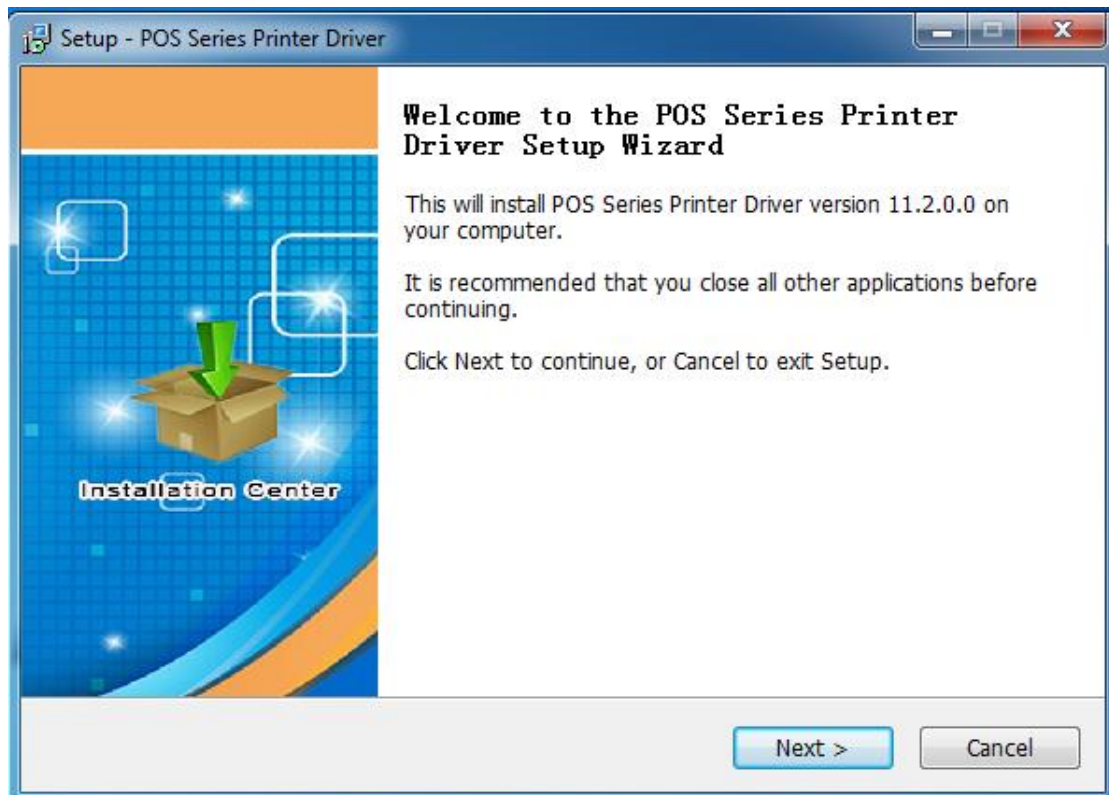 Setup - POS Series Printer Driver
Welcome to the POS Series Printer
Driver Setup Wizard
This will install POS Series Printer Driver version 11.2.0.0 on
your computer.
It is recommended that you close all other applications before
continuing.
Click Next to continue, or Cancel to exit Setup.
Installation Center
Next >
Cancel